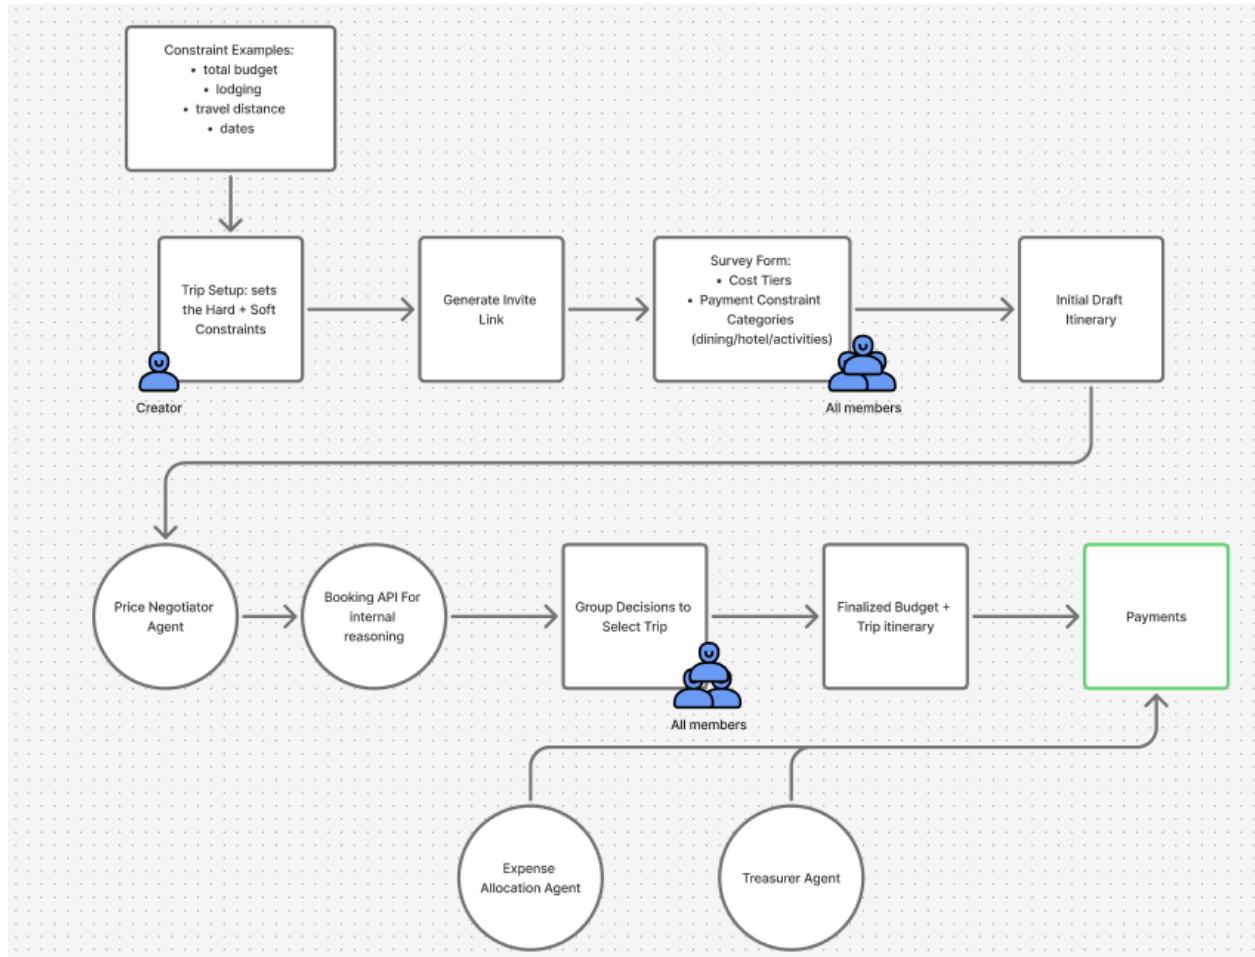 Constraint Examples:
• total budget
• lodging
• travel distance
• dates
Trip Setup: sets
the Hard + Soft
Constraints
Creator
Generate Invite
Link
Survey Form:
• Cost Tiers
• Payment Constraint
Categories
(dining/hotel/activities)
All members
Initial Draft
Itinerary
Price Negotiator
Agent
Booking API For
internal
reasoning
Group Decisions to
Select Trip
All members
Finalized Budget +
Trip itinerary
Payments
Expense
Allocation Agent
Treasurer Agent